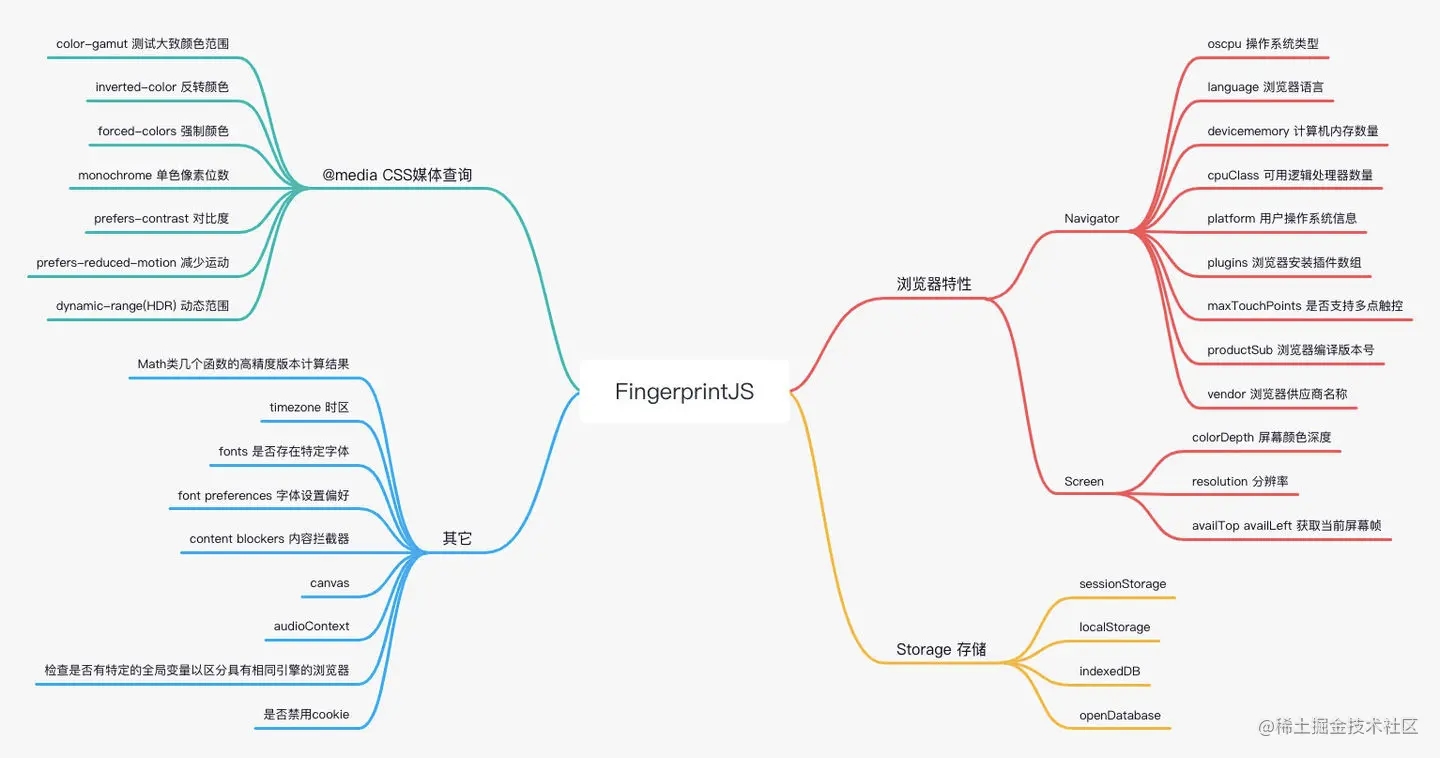 color-gamut 测试大致颜色范围
inverted-color 反转颜色
forced-colors 强制颜色
monochrome 单色像素位数
prefers-contrast 对比度
prefers-reduced-motion 减少运动
dynamic-range(HDR) 动态范围
@media CSS媒体查询
Math类几个函数的高精度版本计算结果
timezone 时区
fonts 是否存在特定字体
font preferences 字体设置偏好
content blockers 内容拦截器
canvas
audioContext
检查是否有特定的全局变量以区分具有相同引擎的浏览器
是否禁用cookie
其它
FingerprintJS
浏览器特性
Navigator
oscpu 操作系统类型
language 浏览器语言
devicememory 计算机内存数量
cpuClass 可用逻辑处理器数量
platform 用户操作系统信息
plugins 浏览器安装插件数组
maxTouchPoints 是否支持多点触控
productSub 浏览器编译版本号
vendor 浏览器供应商名称
Screen
colorDepth 屏幕颜色深度
resolution 分辨率
availTop availLeft 获取当前屏幕帧
Storage 存储
sessionStorage
localStorage
indexedDB
openDatabase
@稀土掘金技术社区